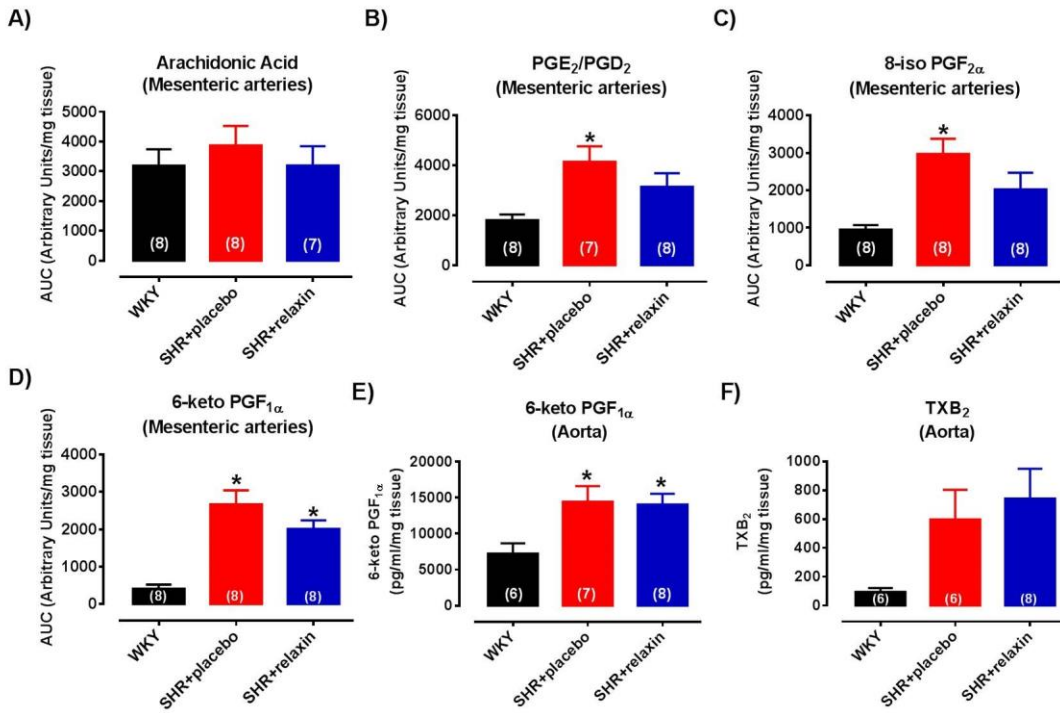 A)
Arachidonic Acid
(Mesenteric arteries)
AUC (Arbitrary Units/mg tissue)
5000
4000
3000
2000
1000
0
(8)
(8)
(7)
WKY
SHR+placebo
SHR+relaxin
B)
PGE₂/PGD₂
(Mesenteric arteries)
AUC (Arbitrary Units/mg tissue)
6000
4000
2000
0
*
(8)
(7)
(8)
WKY
SHR+placebo
SHR+relaxin
C)
8-iso PGF₂α
(Mesenteric arteries)
AUC (Arbitrary Units/mg tissue)
4000
3000
2000
1000
0
*
(8)
(8)
(8)
WKY
SHR+placebo
SHR+relaxin
D)
6-keto PGF₁α
(Mesenteric arteries)
AUC (Arbitrary Units/mg tissue)
4000
3000
2000
1000
0
*
*
(8)
(8)
(8)
WKY
SHR+placebo
SHR+relaxin
E)
6-keto PGF₁α
(Aorta)
6-keto PGF₁α
(pg/ml/mg tissue)
20000
15000
10000
5000
0
*
*
(6)
(7)
(8)
WKY
SHR+placebo
SHR+relaxin
F)
TXB₂
(Aorta)
TXB₂
(pg/ml/mg tissue)
1000
800
600
400
200
0
(6)
(6)
(8)
WKY
SHR+placebo
SHR+relaxin